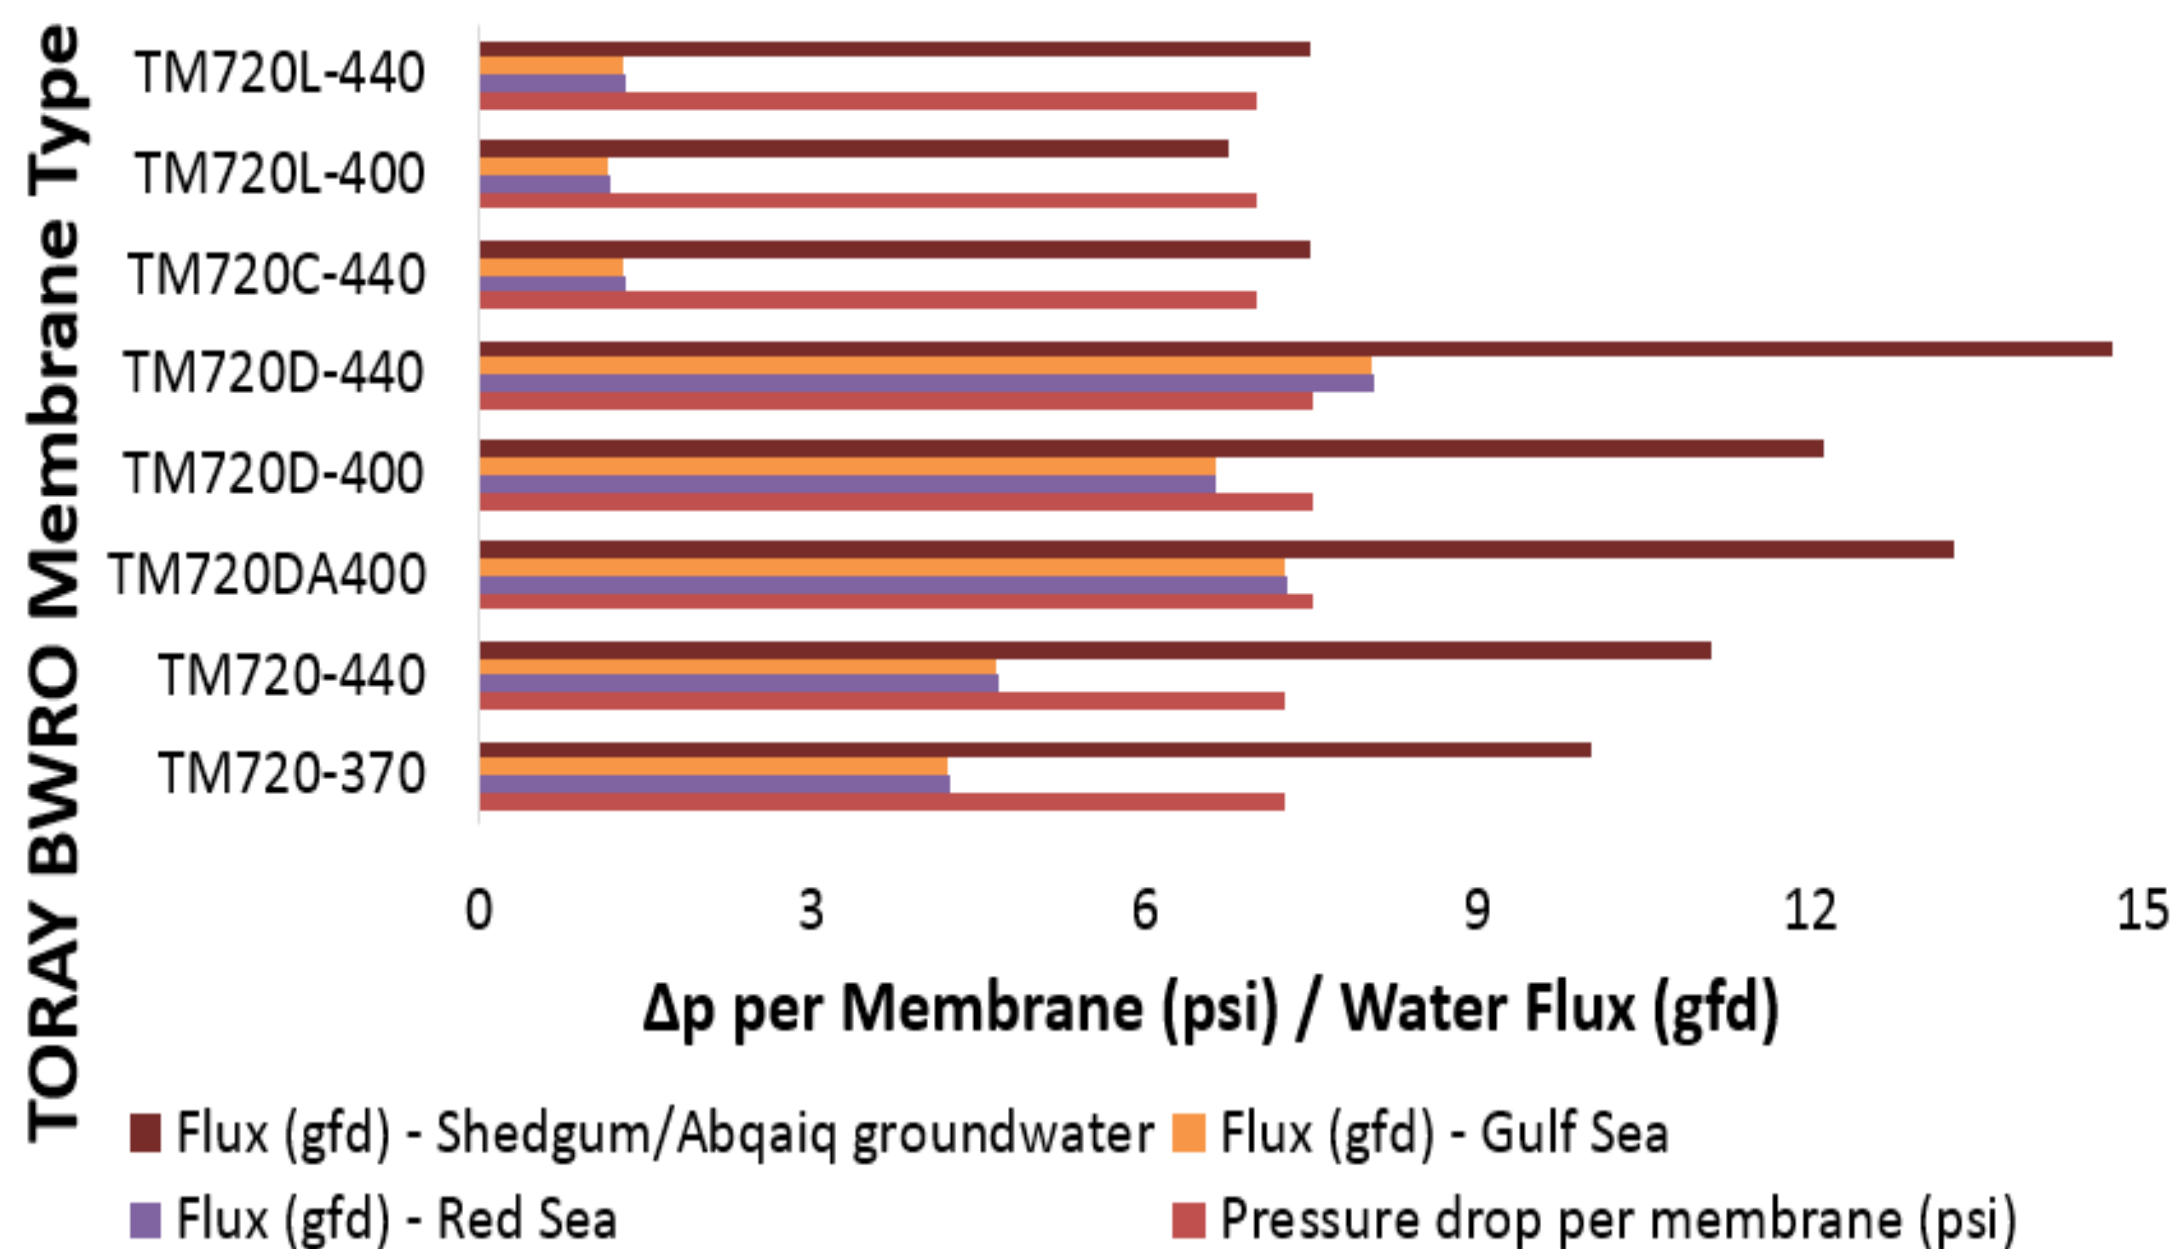 TORAY BWRO Membrane Type
TM720L-440
TM720L-400
TM720C-440
TM720D-440
TM720D-400
TM720DA400
TM720-440
TM720-370
0 3 6 9 12 15
Δp per Membrane (psi) / Water Flux (gfd)
Flux (gfd) - Shedgum/Abqaiq groundwater
Flux (gfd) - Gulf Sea
Flux (gfd) - Red Sea
Pressure drop per membrane (psi)